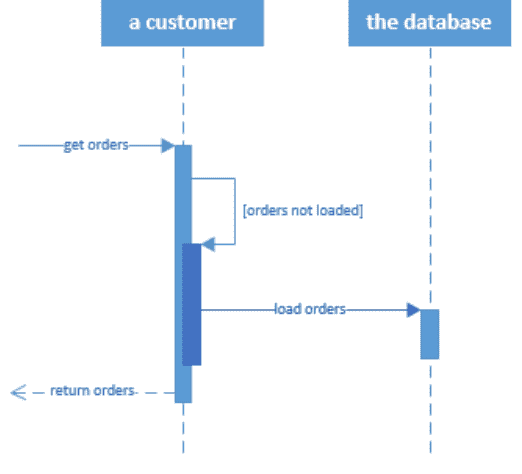 a customer
the database
get orders
[orders not loaded]
load orders
return orders